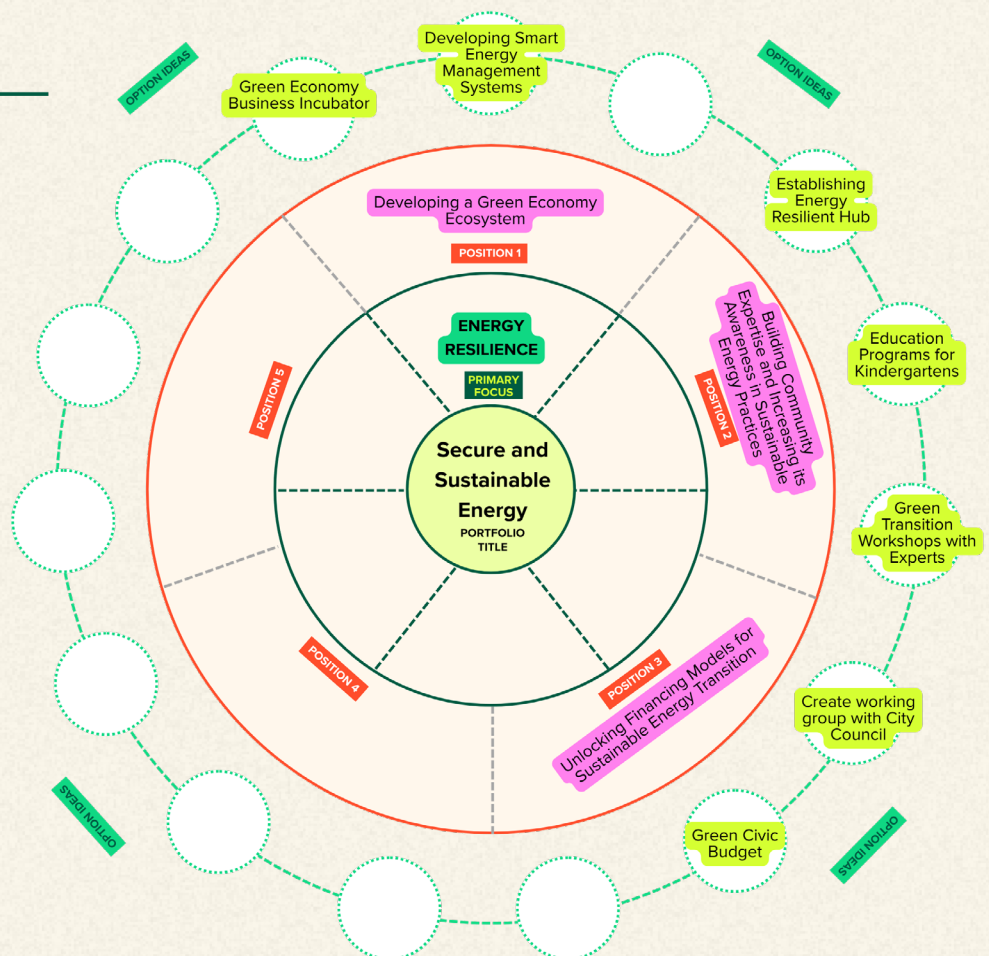 Developing Smart
Energy
Management
Systems
OPTION IDEAS
OPTION IDEAS
Green Economy
Business Incubator
Establishing
Energy
Resilient Hub
Developing a Green Economy
Ecosystem
POSITION 1
ENERGY
RESILIENCE
PRIMARY
FOCUS
Building Community
Expertise and Increasing its
Awareness in Sustainable
Energy Practices
POSITION 2
Education
Programs for
Kindergartens
POSITION 5
Secure and
Sustainable
Energy
PORTFOLIO
TITLE
Green
Transition
Workshops with
Experts
POSITION 4
POSITION 3
Unlocking Financing Models for
Sustainable Energy Transition
Create working
group with City
Council
Green Civic
Budget
OPTION IDEAS
OPTION IDEAS